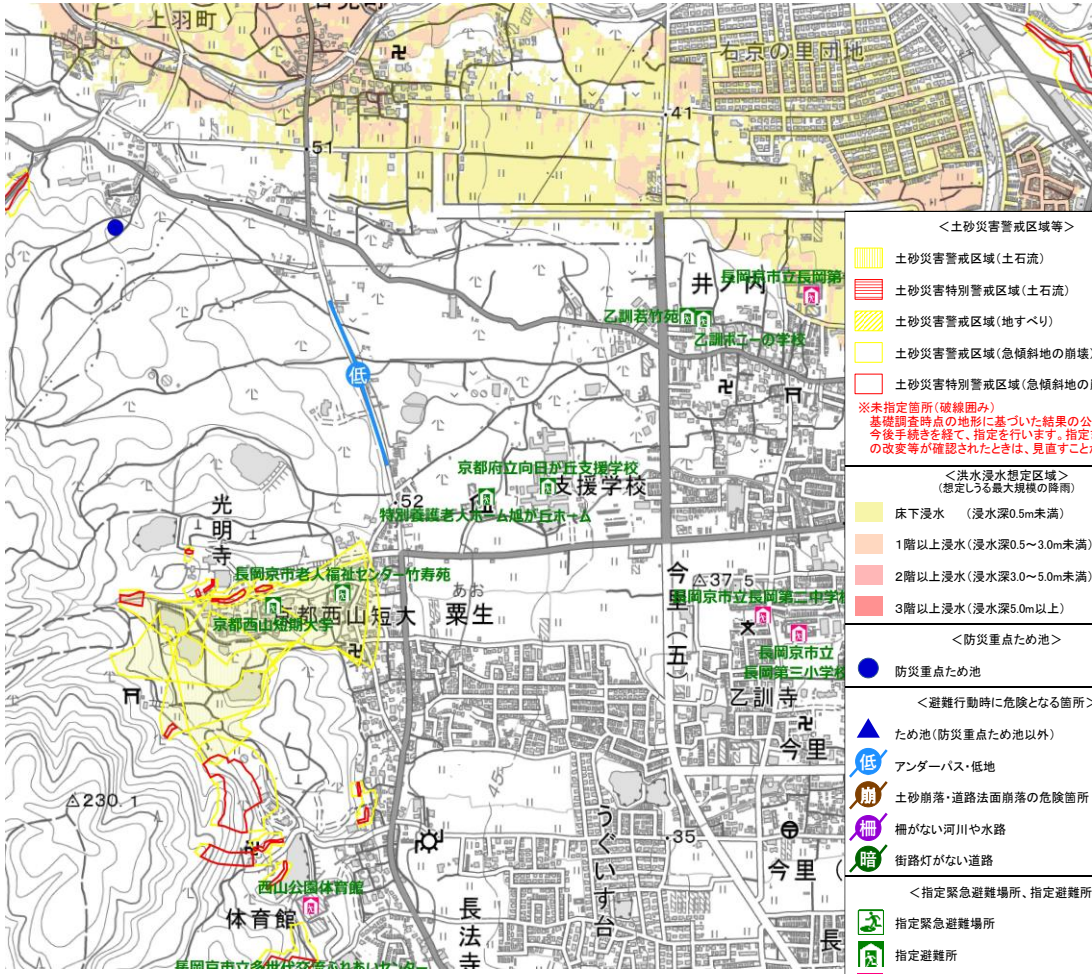 上羽町
右京の里団地
41
51
長岡京市立長岡第
井ノ内
乙訓若竹苑
乙訓ポニーの学校
低
京都府立向日が丘支援学校
支援学校
52
特別養護老人ホーム旭が丘ホーム
光明寺
長岡京市老人福祉センター竹寿苑
あお
粟生
京都西山短大
京都西山短期大学
今里(五)
37.5
長岡京市立長岡第二中学校
長岡京市立
長岡第三小学校
乙訓寺
今里
230.1
45
うぐいす台
35
今里(
西山公園体育館
体育館
長法寺
長
長岡京市立多世代交流ふれあいセンター
<土砂災害警戒区域等>
土砂災害警戒区域(土石流)
土砂災害特別警戒区域(土石流)
土砂災害警戒区域(地すべり)
土砂災害警戒区域(急傾斜地の崩壊)
土砂災害特別警戒区域(急傾斜地の
※未指定箇所(破線囲み)
基礎調査時点の地形に基づいた結果の公
今後手続きを経て、指定を行います。指定
の改変等が確認されたときは、見直すこと
<洪水浸水想定区域>
(想定しうる最大規模の降雨)
床下浸水 (浸水深0.5m未満)
1階以上浸水(浸水深0.5~3.0m未満)
2階以上浸水(浸水深3.0~5.0m未満)
3階以上浸水(浸水深5.0m以上)
<防災重点ため池>
防災重点ため池
<避難行動時に危険となる箇所>
ため池(防災重点ため池以外)
低 アンダーパス・低地
崩 土砂崩落・道路法面崩落の危険箇所
柵 柵がない河川や水路
暗 街路灯がない道路
<指定緊急避難場所、指定避難所
指定緊急避難場所
指定避難所